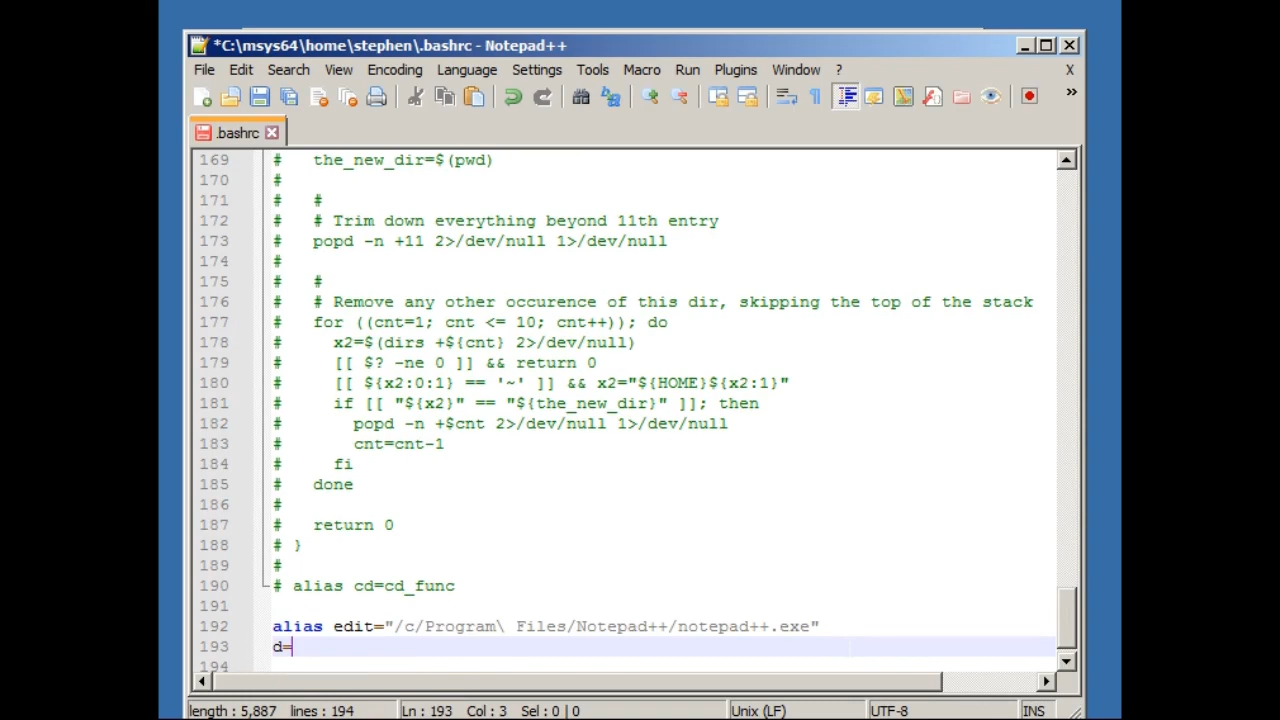 *C:\msys64\home\stephen\.bashrc - Notepad++
File Edit Search View Encoding Language Settings Tools Macro Run Plugins Window ? X
.bashrc
169 #   the_new_dir=$(pwd)
170 #
171 #   #
172 #   # Trim down everything beyond 11th entry
173 #   popd -n +11 2>/dev/null 1>/dev/null
174 #
175 #   #
176 #   # Remove any other occurence of this dir, skipping the top of the stack
177 #   for ((cnt=1; cnt <= 10; cnt++)); do
178 #     x2=$(dirs +${cnt} 2>/dev/null)
179 #     [[ $? -ne 0 ]] && return 0
180 #     [[ ${x2:0:1} == '~' ]] && x2="${HOME}${x2:1}"
181 #     if [[ "${x2}" == "${the_new_dir}" ]]; then
182 #       popd -n +$cnt 2>/dev/null 1>/dev/null
183 #       cnt=cnt-1
184 #     fi
185 #   done
186 #
187 #   return 0
188 # }
189 #
190 # alias cd=cd_func
191
192 alias edit="/c/Program\ Files/Notepad++/notepad++.exe"
193 d=
194
length : 5,887 lines : 194 Ln : 193 Col : 3 Sel : 0 | 0 Unix (LF) UTF-8 INS